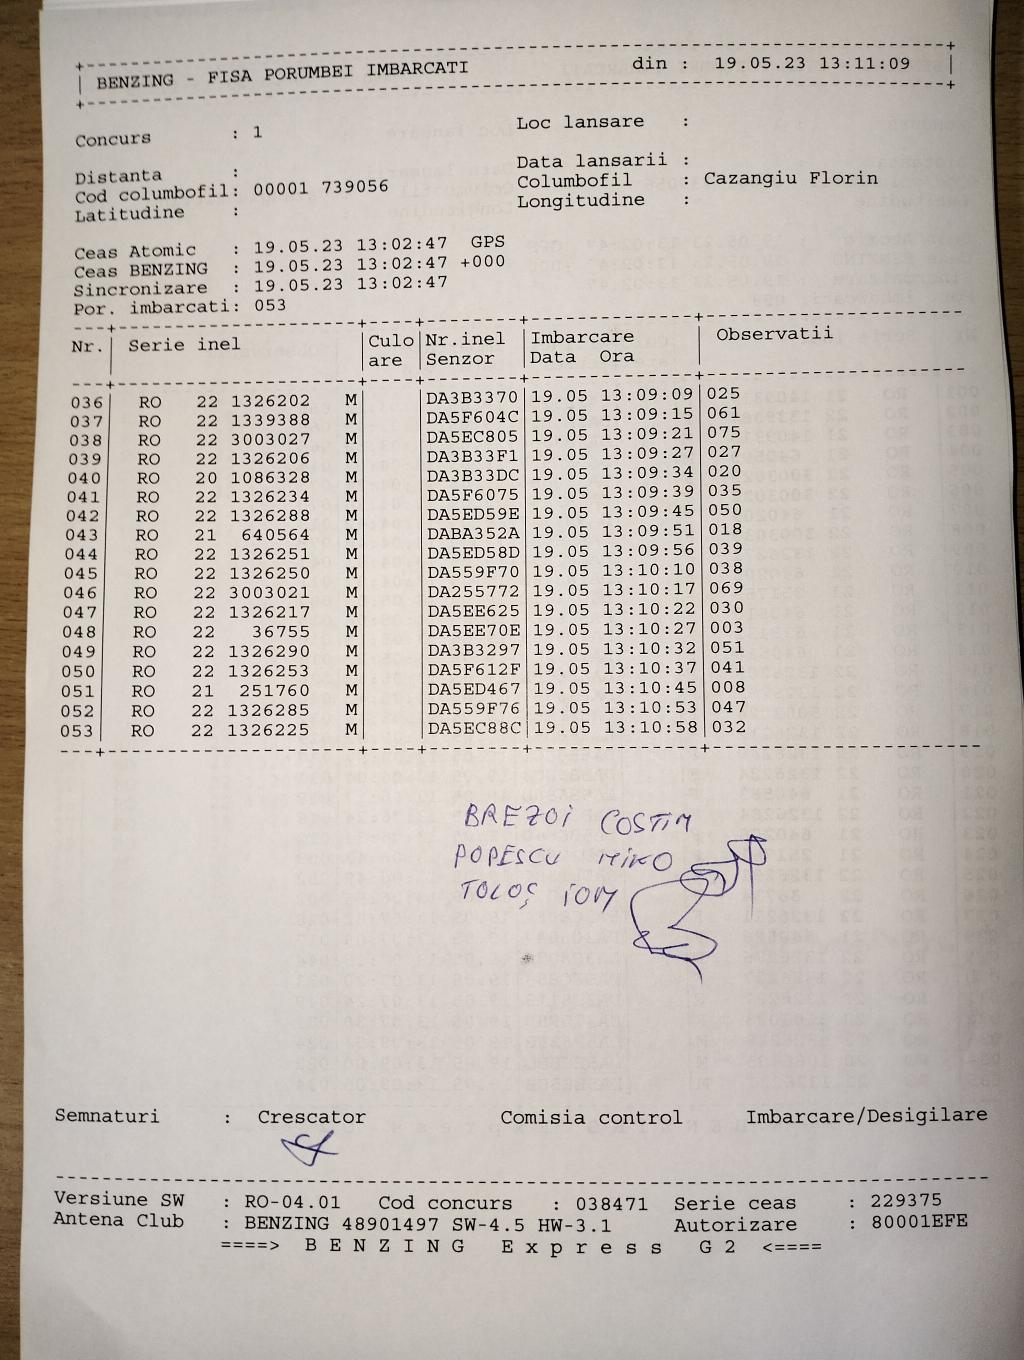 BENZING - FISA PORUMBEI IMBARCATI din : 19.05.23 13:11:09
Concurs : 1 Loc lansare :
Distanta : Data lansarii :
Cod columbofil: 00001 739056 Columbofil : Cazangiu Florin
Latitudine : Longitudine :
Ceas Atomic : 19.05.23 13:02:47 GPS
Ceas BENZING : 19.05.23 13:02:47 +000
Sincronizare : 19.05.23 13:02:47
Por. imbarcati: 053
Nr. Serie inel Culo Nr.inel Imbarcare Observatii
are Senzor Data Ora
036 RO 22 1326202 M DA3B3370 19.05 13:09:09 025
037 RO 22 1339388 M DA5F604C 19.05 13:09:15 061
038 RO 22 3003027 M DA5EC805 19.05 13:09:21 075
039 RO 22 1326206 M DA3B33F1 19.05 13:09:27 027
040 RO 20 1086328 M DA3B33DC 19.05 13:09:34 020
041 RO 22 1326234 M DA5F6075 19.05 13:09:39 035
042 RO 22 1326288 M DA5ED59E 19.05 13:09:45 050
043 RO 21 640564 M DABA352A 19.05 13:09:51 018
044 RO 22 1326251 M DA5ED58D 19.05 13:09:56 039
045 RO 22 1326250 M DA559F70 19.05 13:10:10 038
046 RO 22 3003021 M DA255772 19.05 13:10:17 069
047 RO 22 1326217 M DA5EE625 19.05 13:10:22 030
048 RO 22 36755 M DA5EE70E 19.05 13:10:27 003
049 RO 22 1326290 M DA3B3297 19.05 13:10:32 051
050 RO 22 1326253 M DA5F612F 19.05 13:10:37 041
051 RO 21 251760 M DA5ED467 19.05 13:10:45 008
052 RO 22 1326285 M DA559F76 19.05 13:10:53 047
053 RO 22 1326225 M DA5EC88C 19.05 13:10:58 032
BREZOI COSTIN
POPESCU MIKO
TOLOȘ ION
Semnaturi : Crescator Comisia control Imbarcare/Desigilare
Versiune SW : RO-04.01 Cod concurs : 038471 Serie ceas : 229375
Antena Club : BENZING 48901497 SW-4.5 HW-3.1 Autorizare : 80001EFE
====> B E N Z I N G E x p r e s s G 2 <====